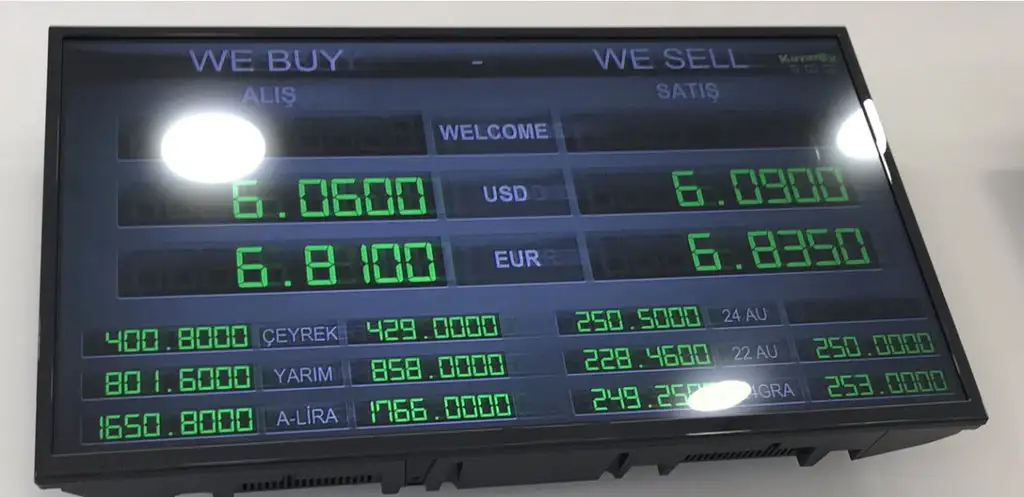 WE BUY - WE SELL
ALIŞ SATIŞ
WELCOME
6.0600 USD 6.0900
6.8100 EUR 6.8350
400.8000 ÇEYREK 429.0000 250.5000 24 AU
801.6000 YARIM 858.0000 228.4600 22 AU 250.0000
1650.8000 A-LİRA 1766.0000 GRA 253.0000